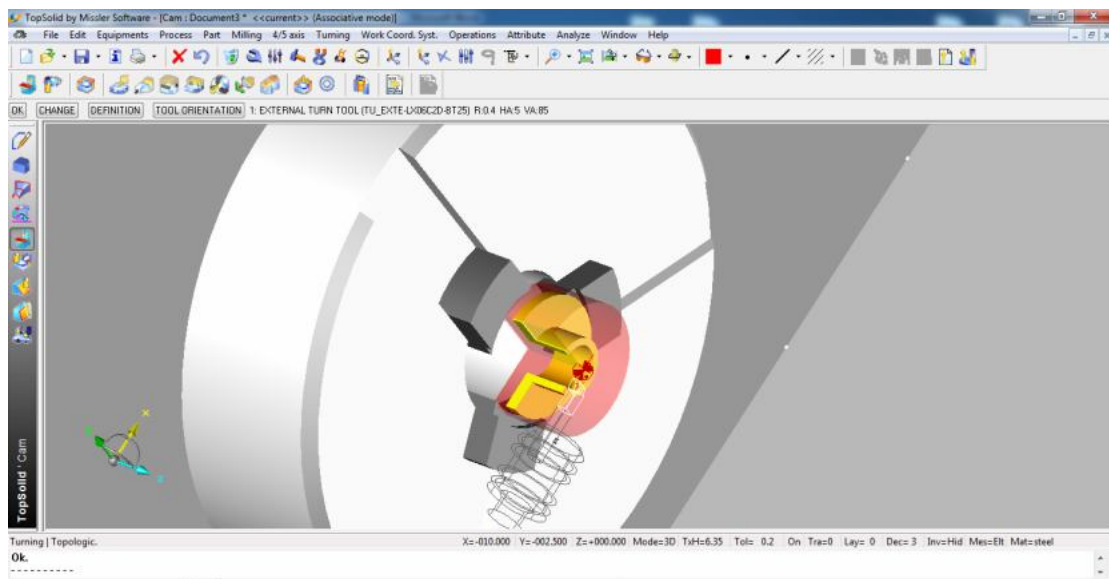 TopSolid by Missler Software - [Cam : Document3 * <<current>> (Associative mode)]
File Edit Equipments Process Part Milling 4/5 axis Turning Work Coord. Syst. Operations Attribute Analyze Window Help
OK CHANGE DEFINITION TOOL ORIENTATION 1: EXTERNAL TURN TOOL (TU_EXTE-LX06C2D-BT25) R:0.4 HA:5 VA:85
X
Z
TopSolid'Cam
Turning | Topologic. X=-010.000 Y=-002.500 Z=+000.000 Mode=3D TxH=6.35 Tol= 0.2 On Tra=0 Lay= 0 Dec= 3 Inv=Hid Mes=Elt Mat=steel
Ok.
----------